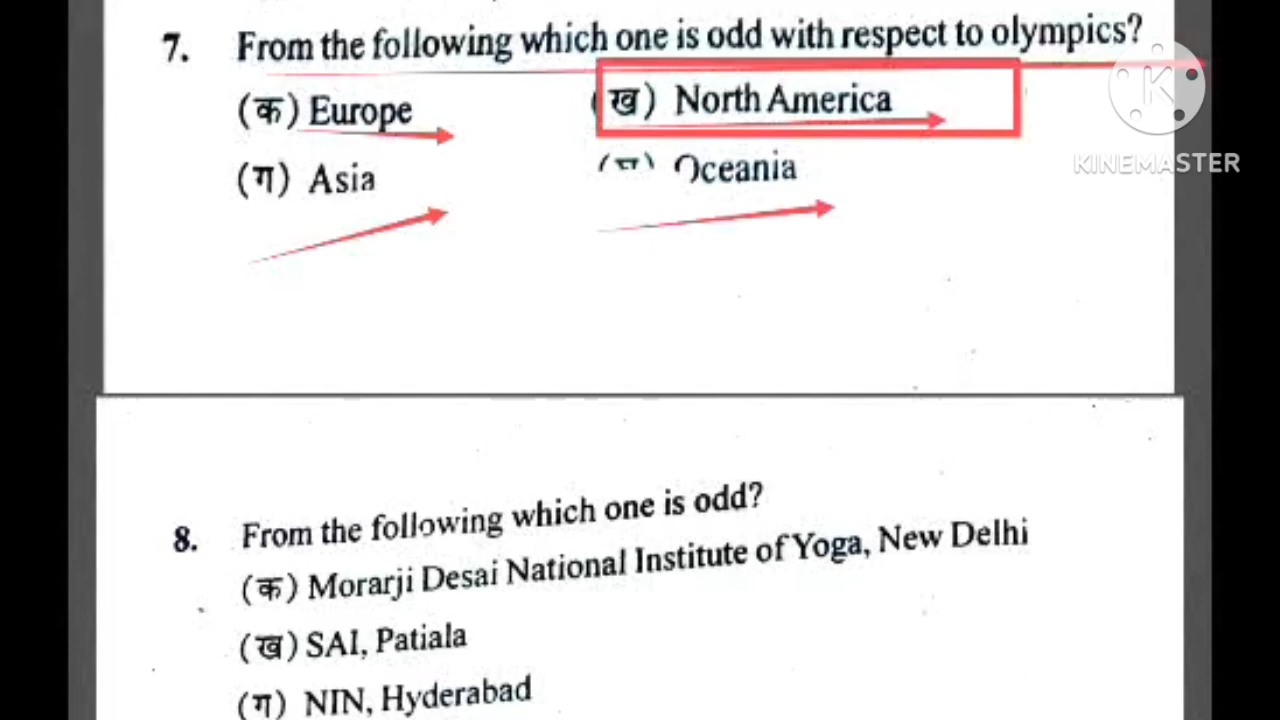 7. From the following which one is odd with respect to olympics?
(क) Europe (ख) North America
(ग) Asia Oceania
KINEMASTER
8. From the following which one is odd?
(क) Morarji Desai National Institute of Yoga, New Delhi
(ख) SAI, Patiala
(ग) NIN, Hyderabad